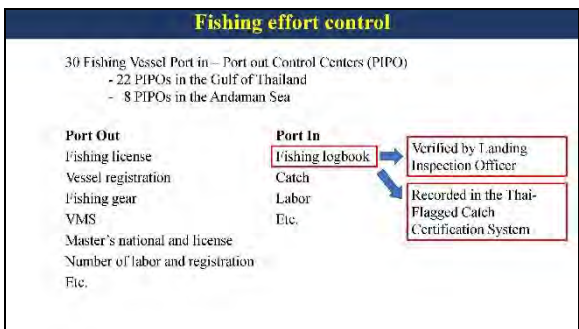 Fishing effort control
30 Fishing Vessel Port in – Port out Control Centers (PIPO)
- 22 PIPOs in the Gulf of Thailand
- 8 PIPOs in the Andaman Sea
Port Out
Fishing license
Vessel registration
Fishing gear
VMS
Master's national and license
Number of labor and registration
Etc.
Port In
Fishing logbook
Catch
Labor
Etc.
Verified by Landing
Inspection Officer
Recorded in the Thai-
Flagged Catch
Certification System